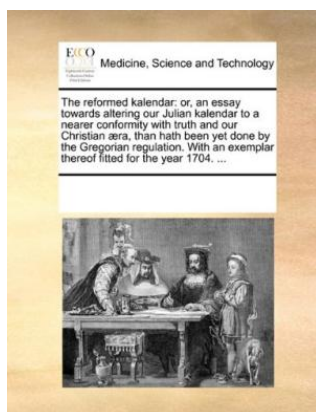 ECCO
Medicine, Science and Technology
The reformed kalendar: or, an essay
towards altering our Julian kalendar to a
nearer conformity with truth and our
Christian æra, than hath been yet done by
the Gregorian regulation. With an exemplar
thereof fitted for the year 1704. ...